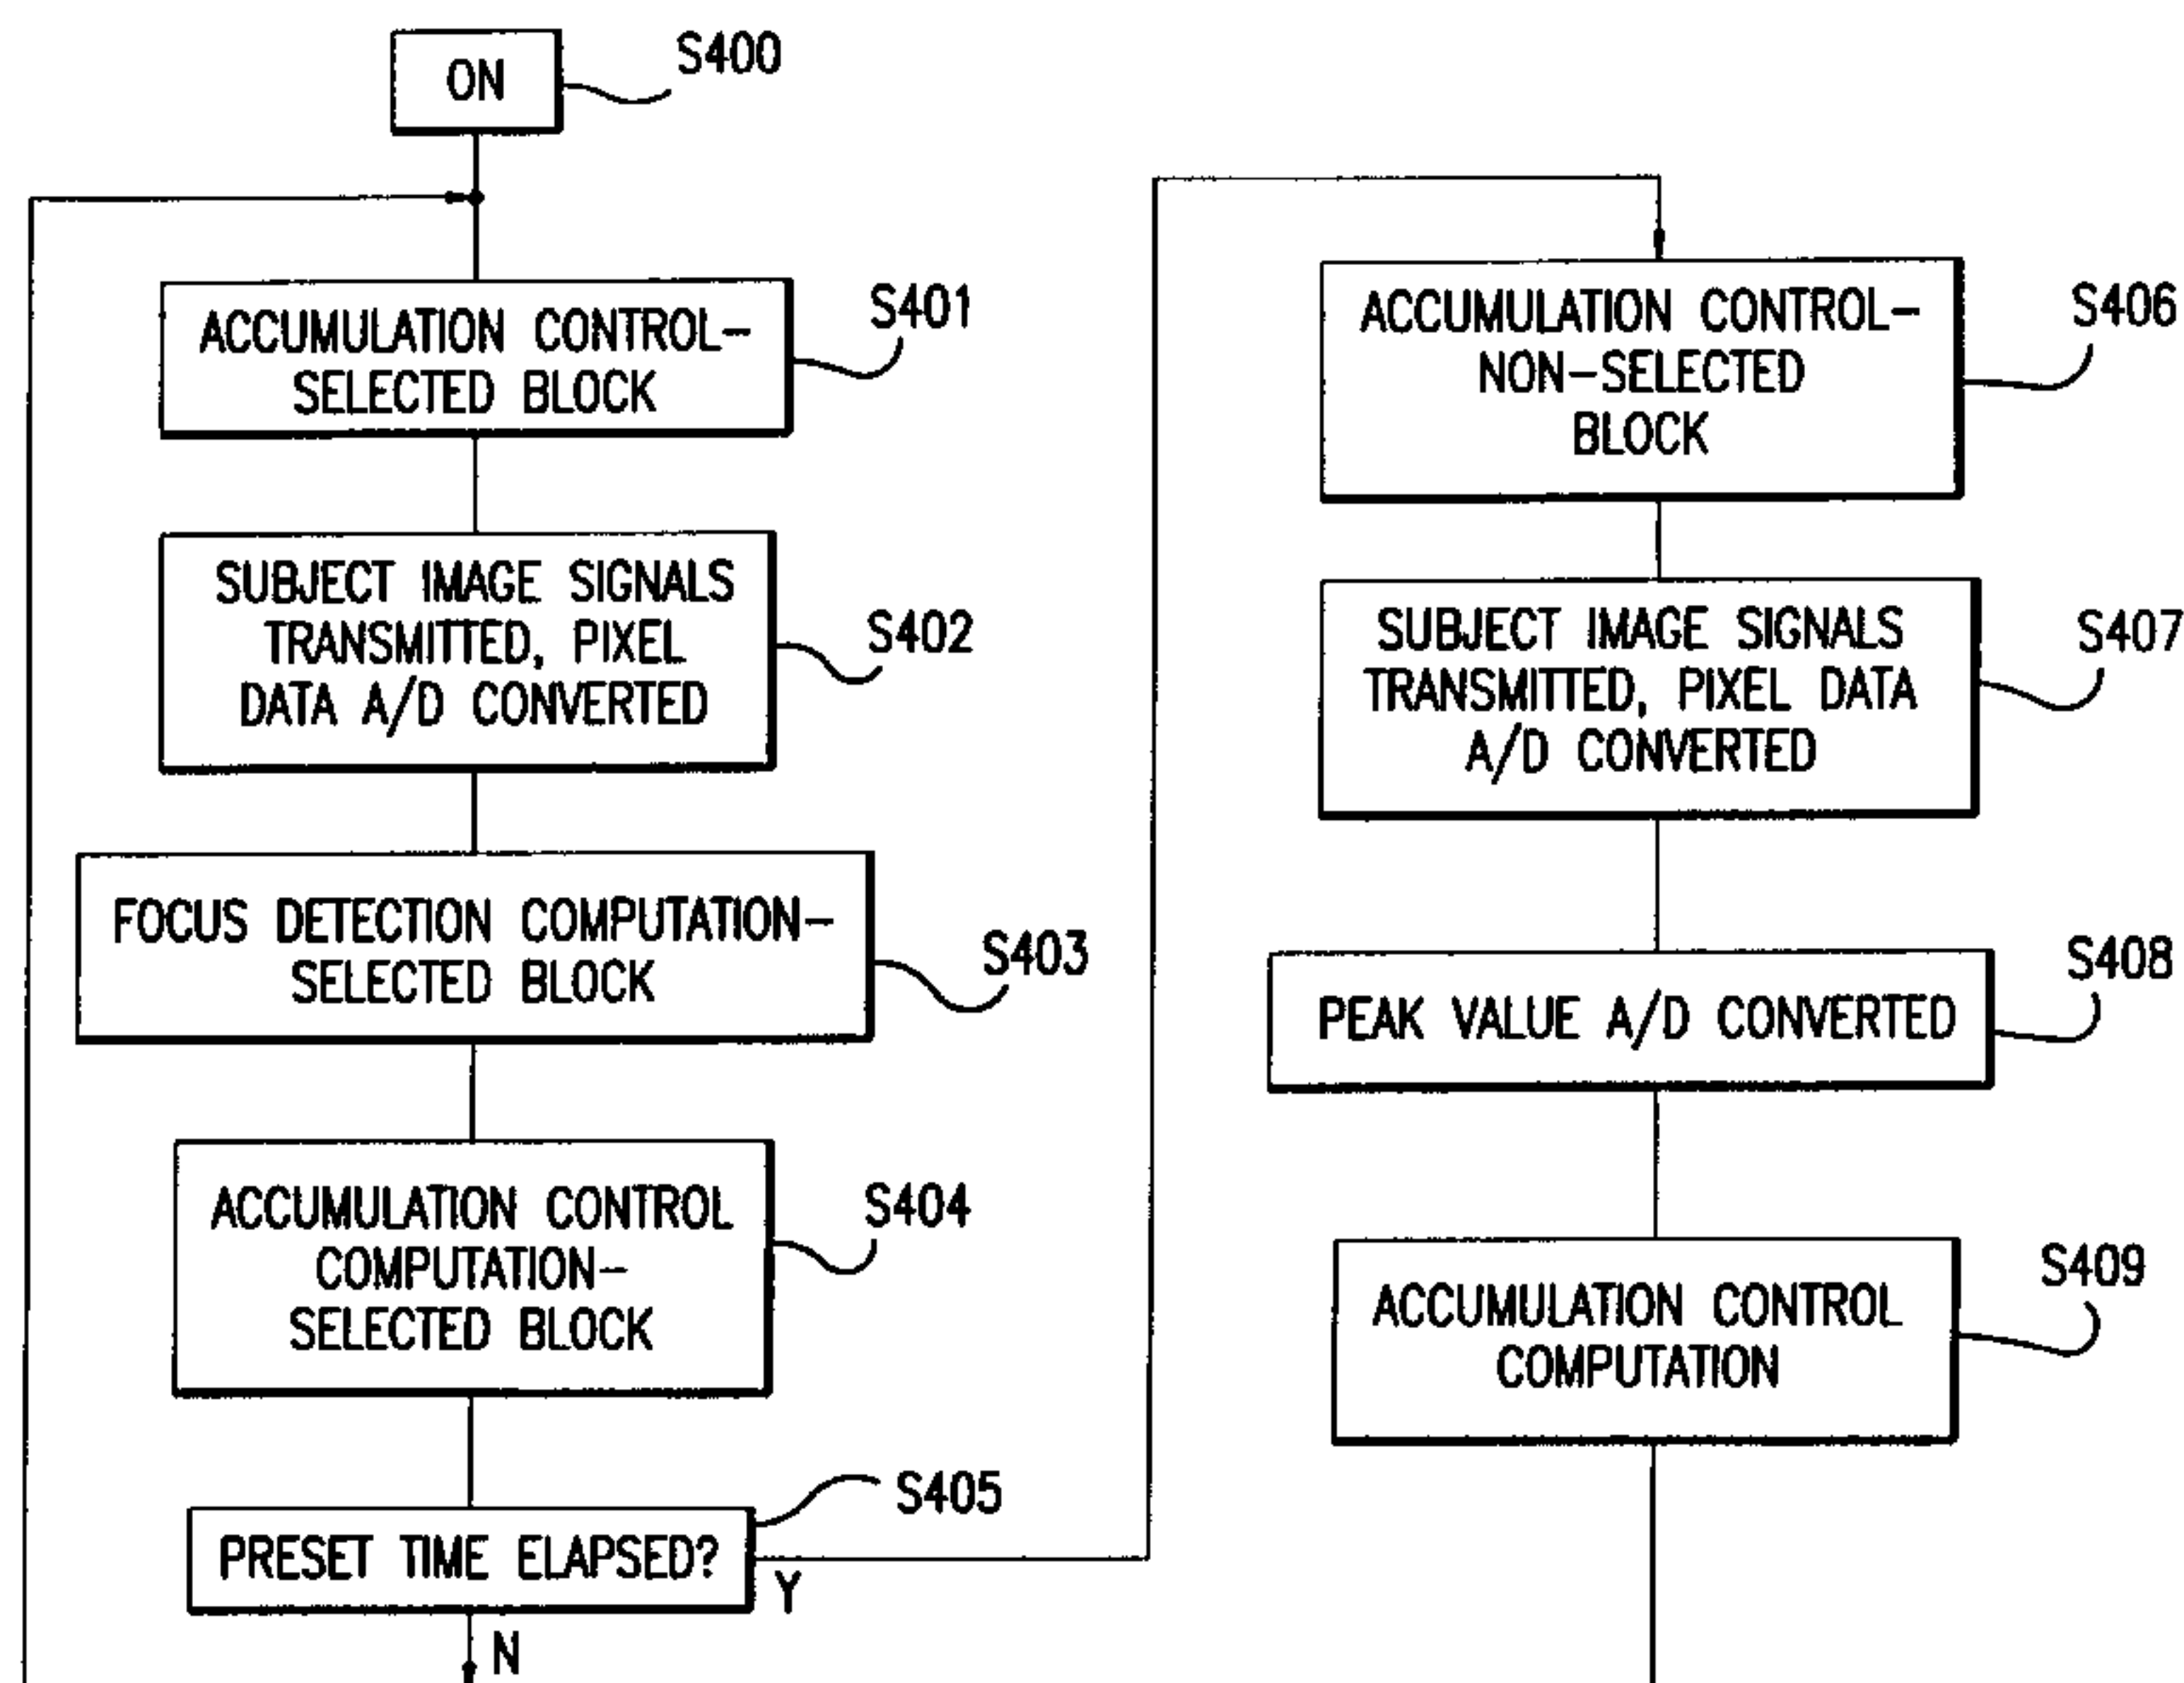 ON
S400
ACCUMULATION CONTROL-
SELECTED BLOCK
S401
SUBJECT IMAGE SIGNALS
TRANSMITTED, PIXEL
DATA A/D CONVERTED
S402
FOCUS DETECTION COMPUTATION-
SELECTED BLOCK
S403
ACCUMULATION CONTROL
COMPUTATION-
SELECTED BLOCK
S404
PRESET TIME ELAPSED?
S405
Y
N
ACCUMULATION CONTROL-
NON-SELECTED
BLOCK
S406
SUBJECT IMAGE SIGNALS
TRANSMITTED, PIXEL DATA
A/D CONVERTED
S407
PEAK VALUE A/D CONVERTED
S408
ACCUMULATION CONTROL
COMPUTATION
S409